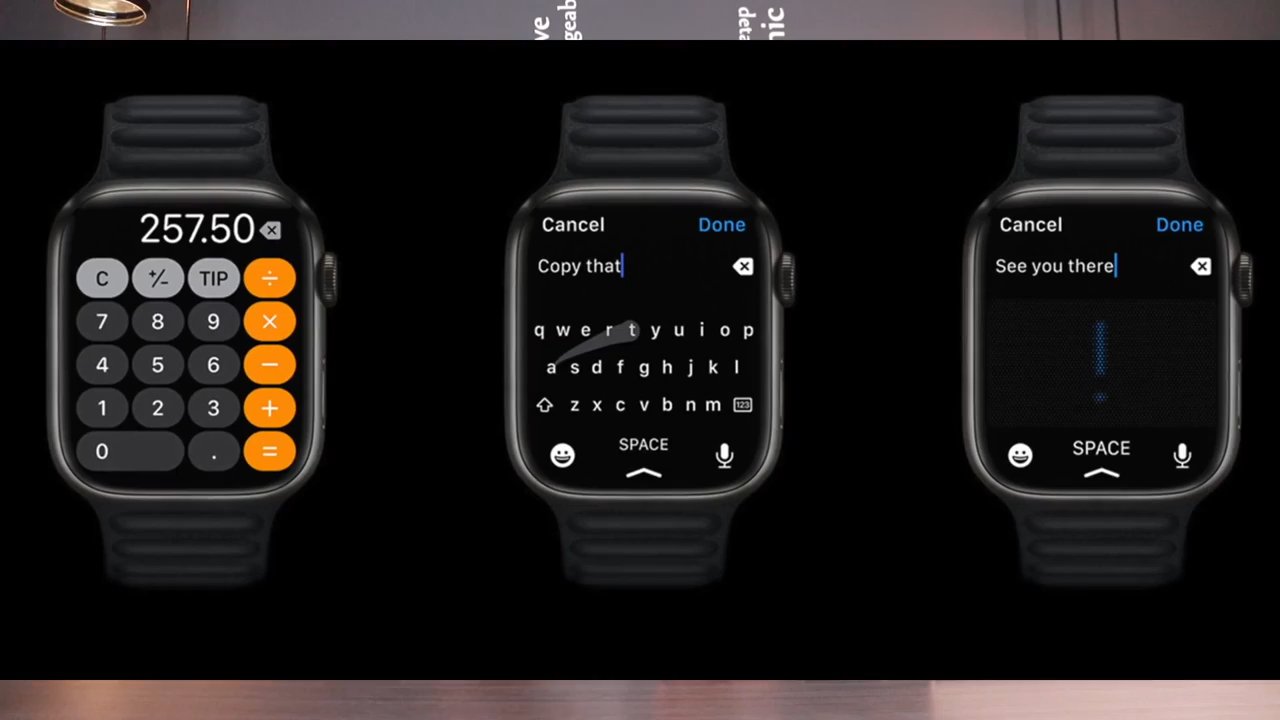 257.50
C +/- TIP ÷
7 8 9 ×
4 5 6 −
1 2 3 +
0 . =
Cancel Done
Copy that
q w e r t y u i o p
a s d f g h j k l
z x c v b n m 123
SPACE
Cancel Done
See you there
!
SPACE